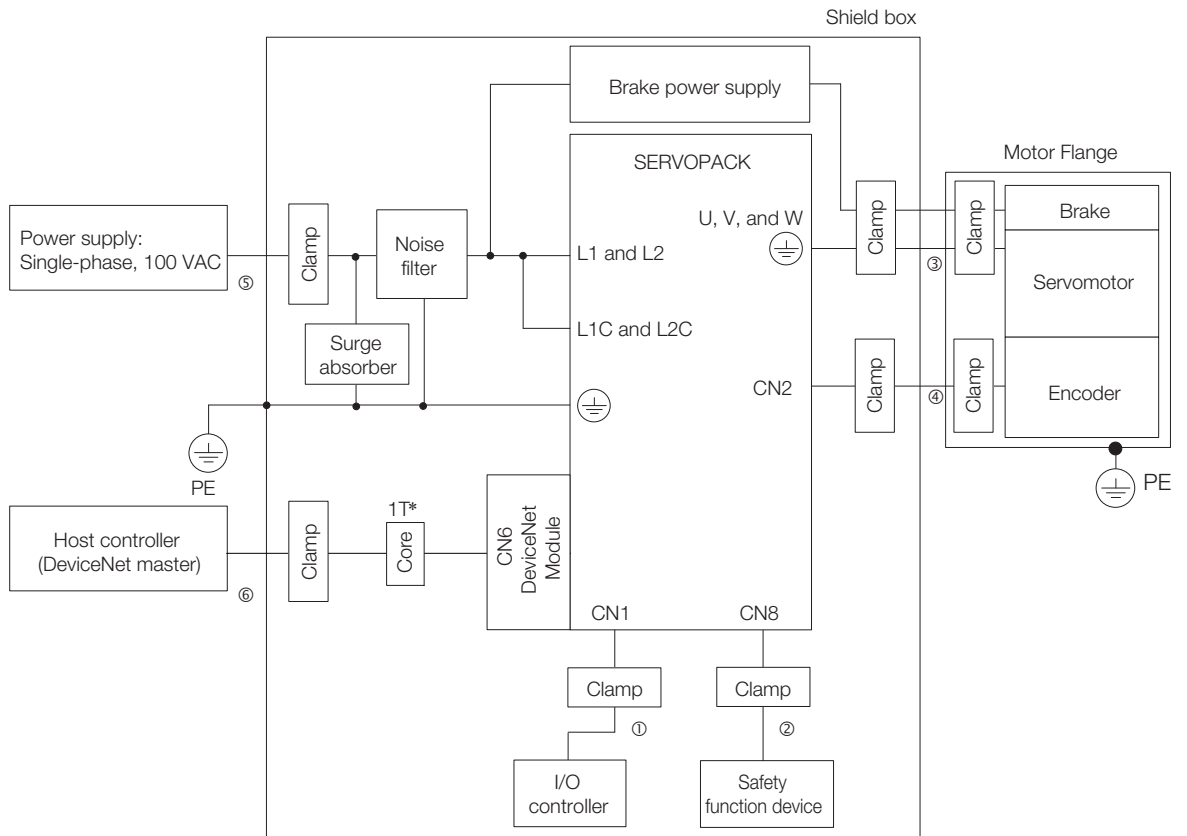 Shield box
Brake power supply
SERVOPACK
Motor Flange
U, V, and W
Clamp
Clamp
Brake
Power supply:
Single-phase, 100 VAC
Clamp
Noise
filter
L1 and L2
③
Servomotor
⑤
L1C and L2C
Surge
absorber
CN2
Clamp
④
Clamp
Encoder
PE
PE
Host controller
(DeviceNet master)
Clamp
1T*
Core
CN6
DeviceNet
Module
⑥
CN1
CN8
Clamp
Clamp
①
②
I/O
controller
Safety
function device